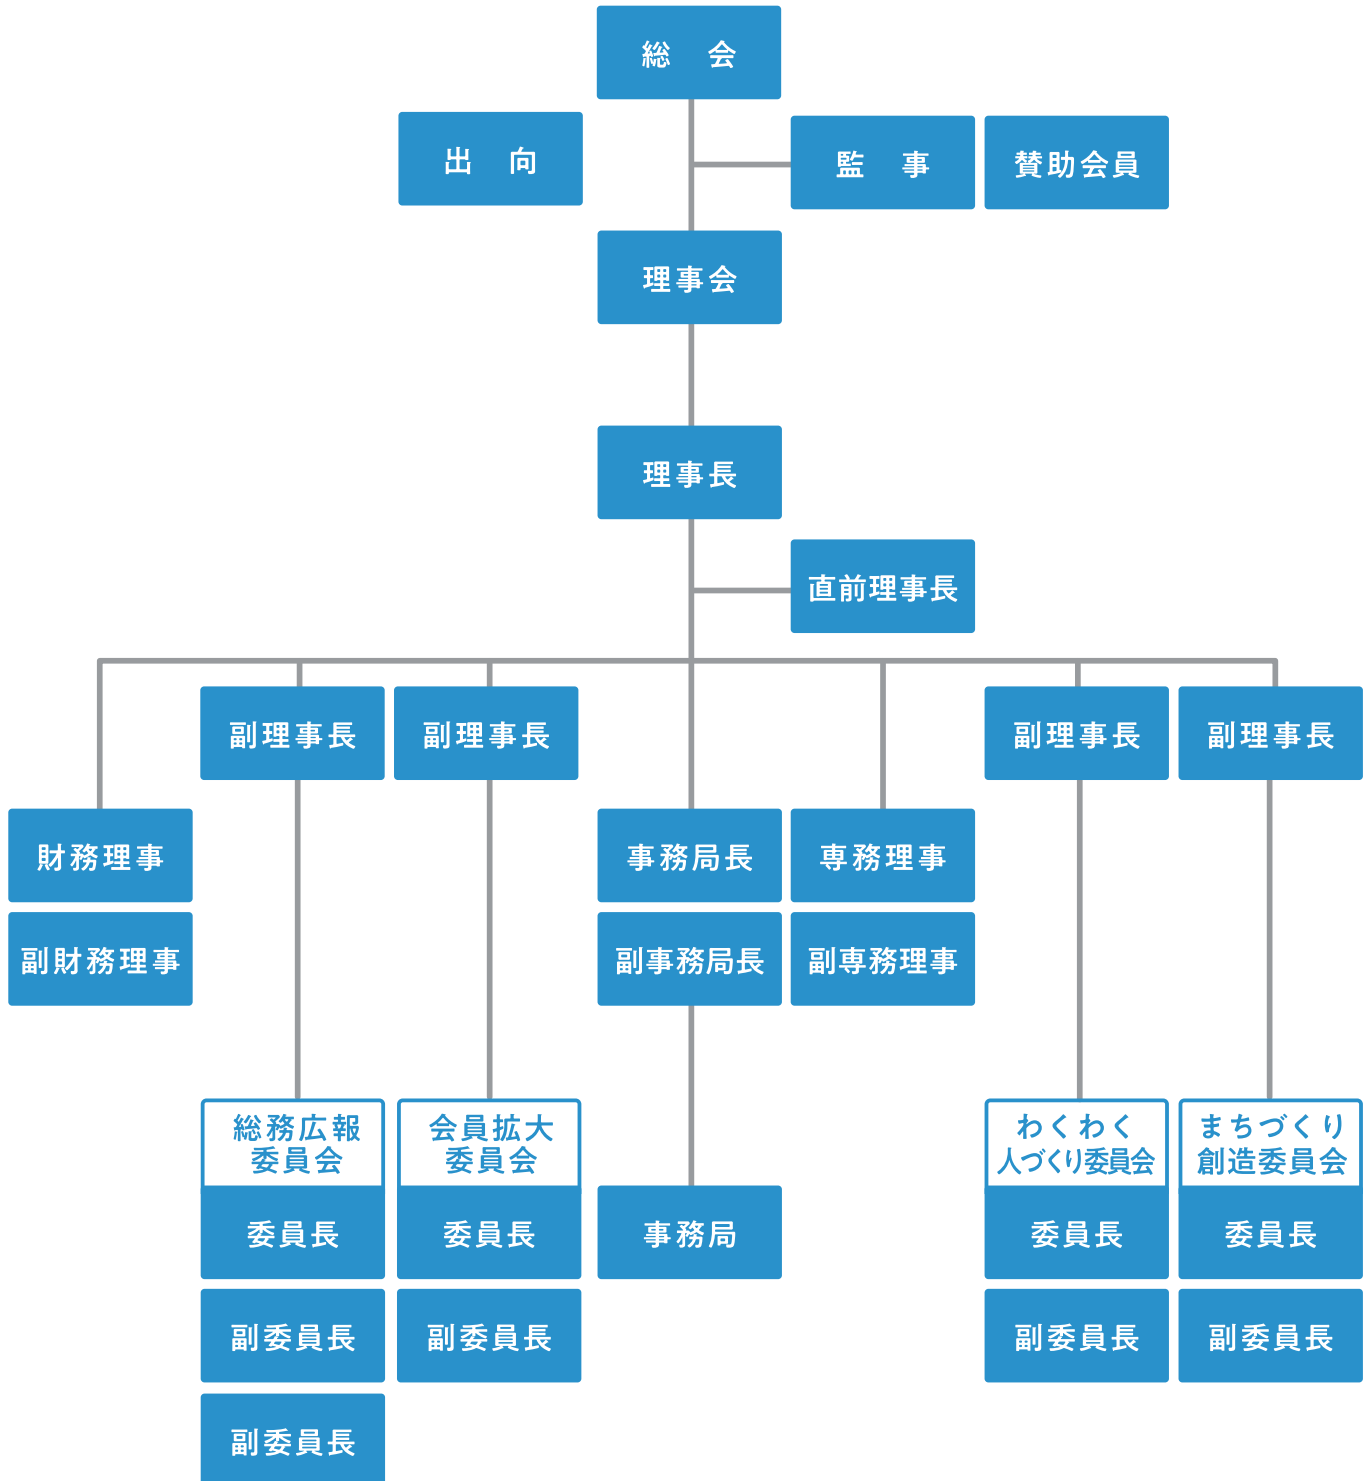 総　会
出　向
監　事
賛助会員
理事会
理事長
直前理事長
副理事長
副理事長
副理事長
副理事長
財務理事
事務局長
専務理事
副財務理事
副事務局長
副専務理事
総務広報
委員会
会員拡大
委員会
わくわく
人づくり委員会
まちづくり
創造委員会
委員長
委員長
事務局
委員長
委員長
副委員長
副委員長
副委員長
副委員長
副委員長